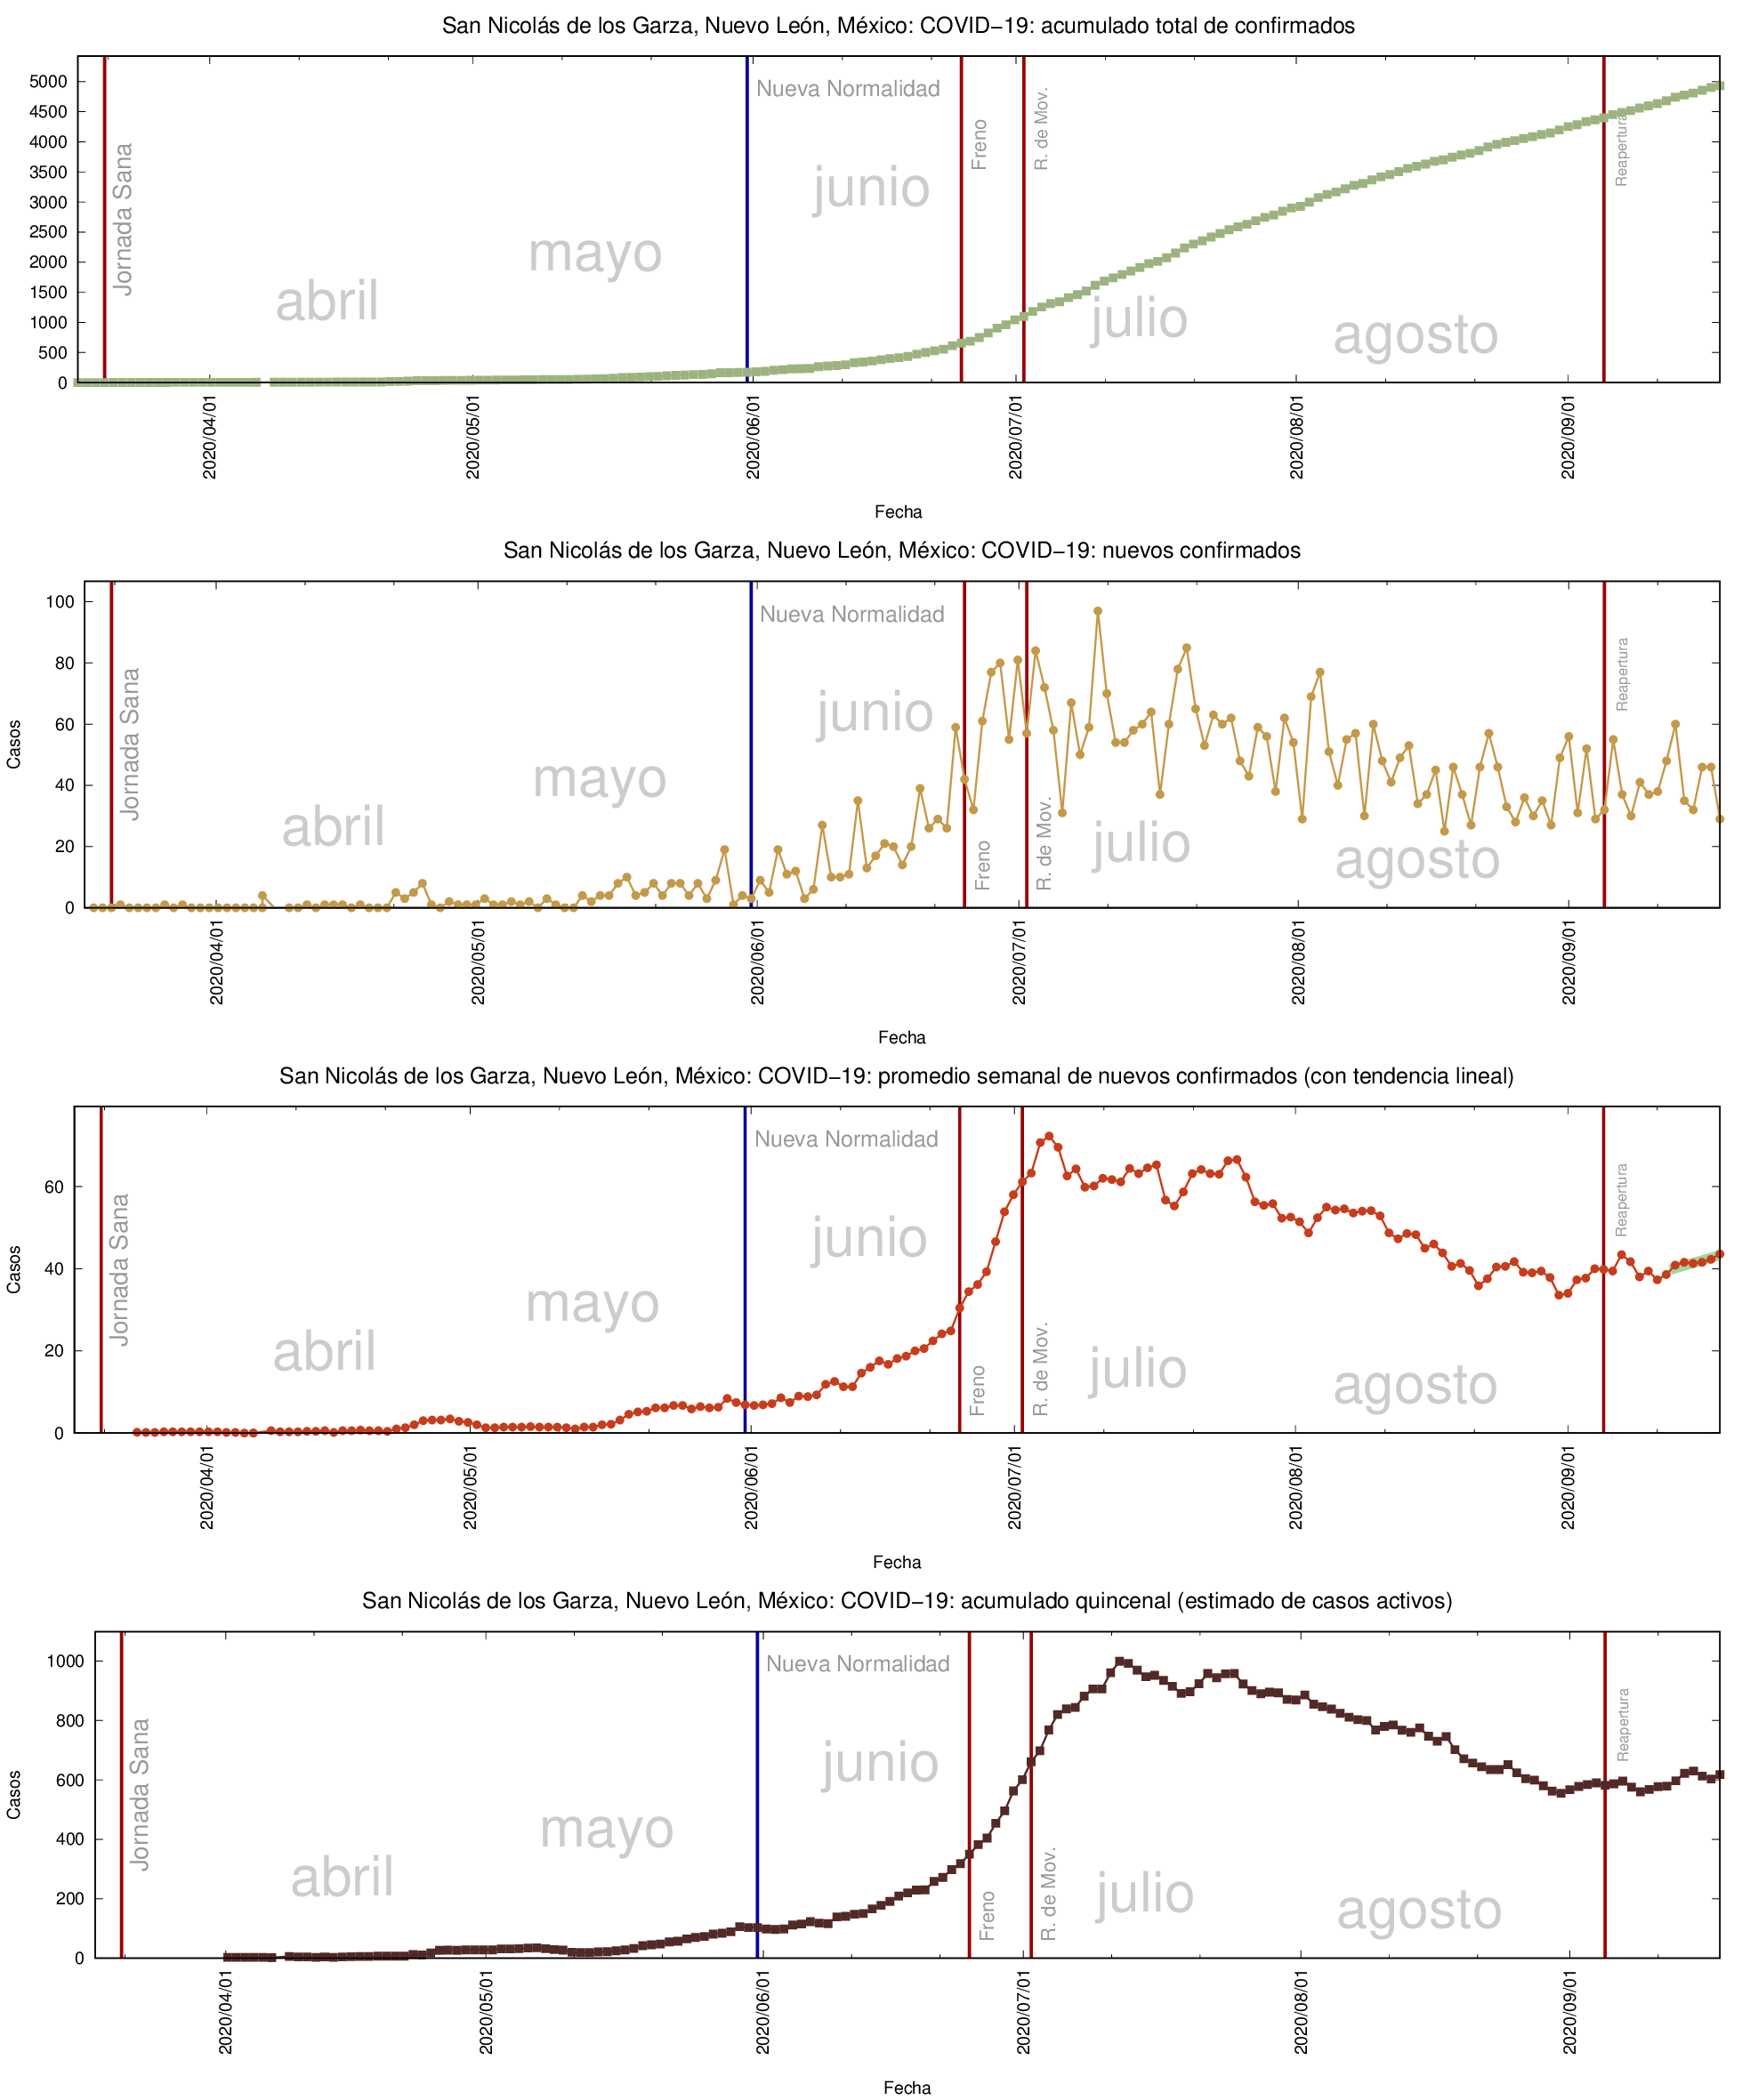 San Nicolás de los Garza, Nuevo León, México: COVID−19: acumulado total de confirmados
5000
4500
4000
3500
3000
2500
2000
1500
1000
500
0
Jornada Sana
abril
mayo
Nueva Normalidad
junio
Freno
R. de Mov.
julio
agosto
Reapertura
2020/04/01
2020/05/01
2020/06/01
2020/07/01
2020/08/01
2020/09/01
Fecha
San Nicolás de los Garza, Nuevo León, México: COVID−19: nuevos confirmados
Casos
100
80
60
40
20
0
Jornada Sana
abril
mayo
Nueva Normalidad
junio
Freno
R. de Mov.
julio
agosto
Reapertura
2020/04/01
2020/05/01
2020/06/01
2020/07/01
2020/08/01
2020/09/01
Fecha
San Nicolás de los Garza, Nuevo León, México: COVID−19: promedio semanal de nuevos confirmados (con tendencia lineal)
Casos
60
40
20
0
Jornada Sana
abril
mayo
Nueva Normalidad
junio
Freno
R. de Mov.
julio
agosto
Reapertura
2020/04/01
2020/05/01
2020/06/01
2020/07/01
2020/08/01
2020/09/01
Fecha
San Nicolás de los Garza, Nuevo León, México: COVID−19: acumulado quincenal (estimado de casos activos)
Casos
1000
800
600
400
200
0
Jornada Sana
abril
mayo
Nueva Normalidad
junio
Freno
R. de Mov.
julio
agosto
Reapertura
2020/04/01
2020/05/01
2020/06/01
2020/07/01
2020/08/01
2020/09/01
Fecha